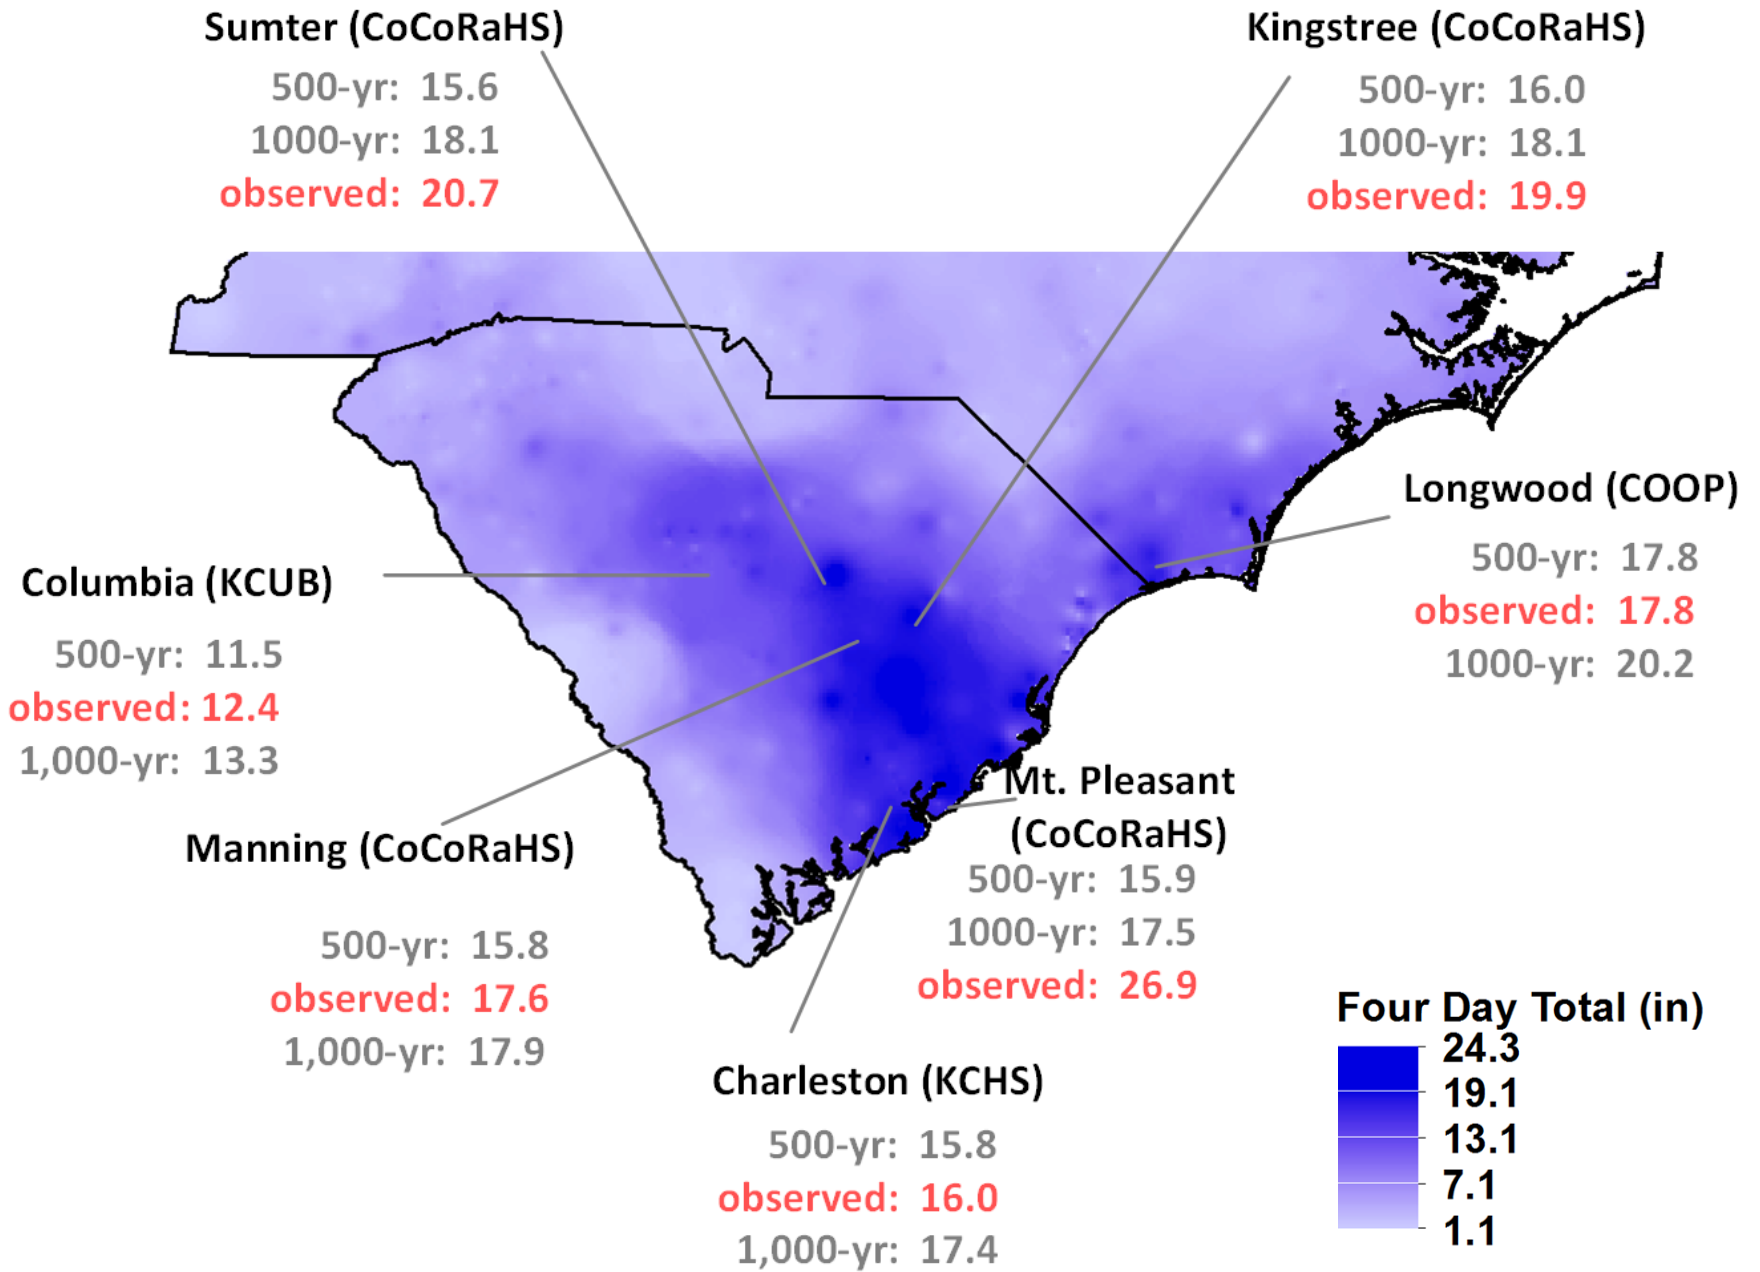 Sumter (CoCoRaHS)
500-yr: 15.6
1000-yr: 18.1
observed: 20.7
Kingstree (CoCoRaHS)
500-yr: 16.0
1000-yr: 18.1
observed: 19.9
Longwood (COOP)
500-yr: 17.8
observed: 17.8
1000-yr: 20.2
Columbia (KCUB)
500-yr: 11.5
observed: 12.4
1,000-yr: 13.3
Manning (CoCoRaHS)
500-yr: 15.8
observed: 17.6
1,000-yr: 17.9
Mt. Pleasant
(CoCoRaHS)
500-yr: 15.9
1000-yr: 17.5
observed: 26.9
Charleston (KCHS)
500-yr: 15.8
observed: 16.0
1,000-yr: 17.4
Four Day Total (in)
24.3
19.1
13.1
7.1
1.1